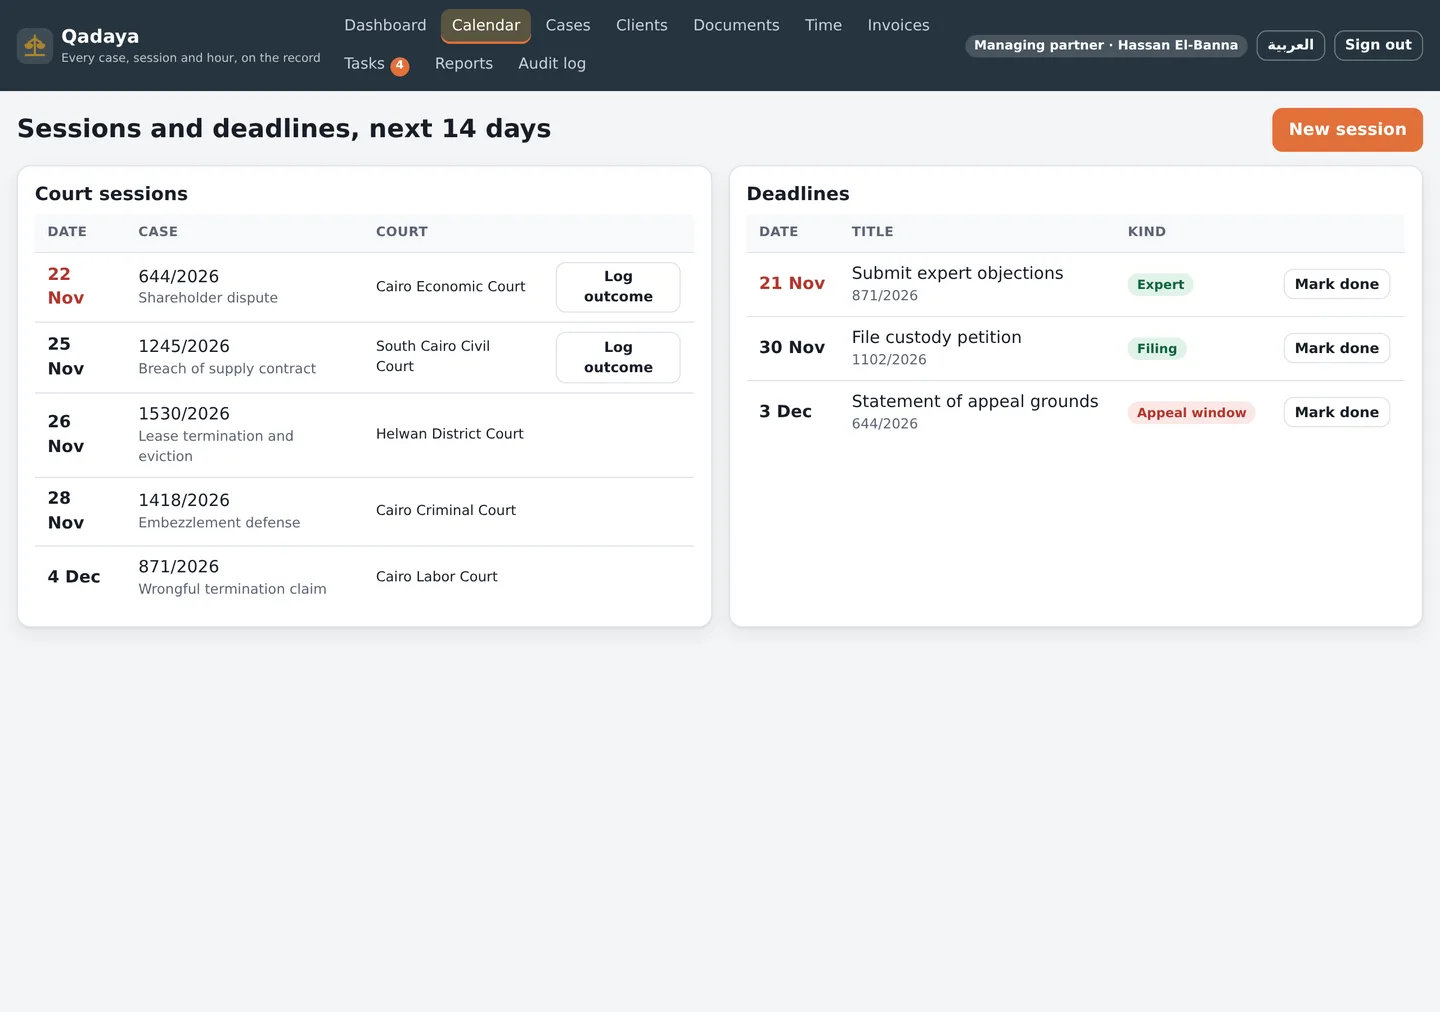 Qadaya
Every case, session and hour, on the record
Dashboard Calendar Cases Clients Documents Time Invoices
Tasks 4 Reports Audit log
Managing partner · Hassan El-Banna العربية Sign out
Sessions and deadlines, next 14 days
New session
Court sessions
DATE CASE COURT
22 Nov 644/2026 Shareholder dispute Cairo Economic Court Log outcome
25 Nov 1245/2026 Breach of supply contract South Cairo Civil Court Log outcome
26 Nov 1530/2026 Lease termination and eviction Helwan District Court
28 Nov 1418/2026 Embezzlement defense Cairo Criminal Court
4 Dec 871/2026 Wrongful termination claim Cairo Labor Court
Deadlines
DATE TITLE KIND
21 Nov Submit expert objections 871/2026 Expert Mark done
30 Nov File custody petition 1102/2026 Filing Mark done
3 Dec Statement of appeal grounds 644/2026 Appeal window Mark done